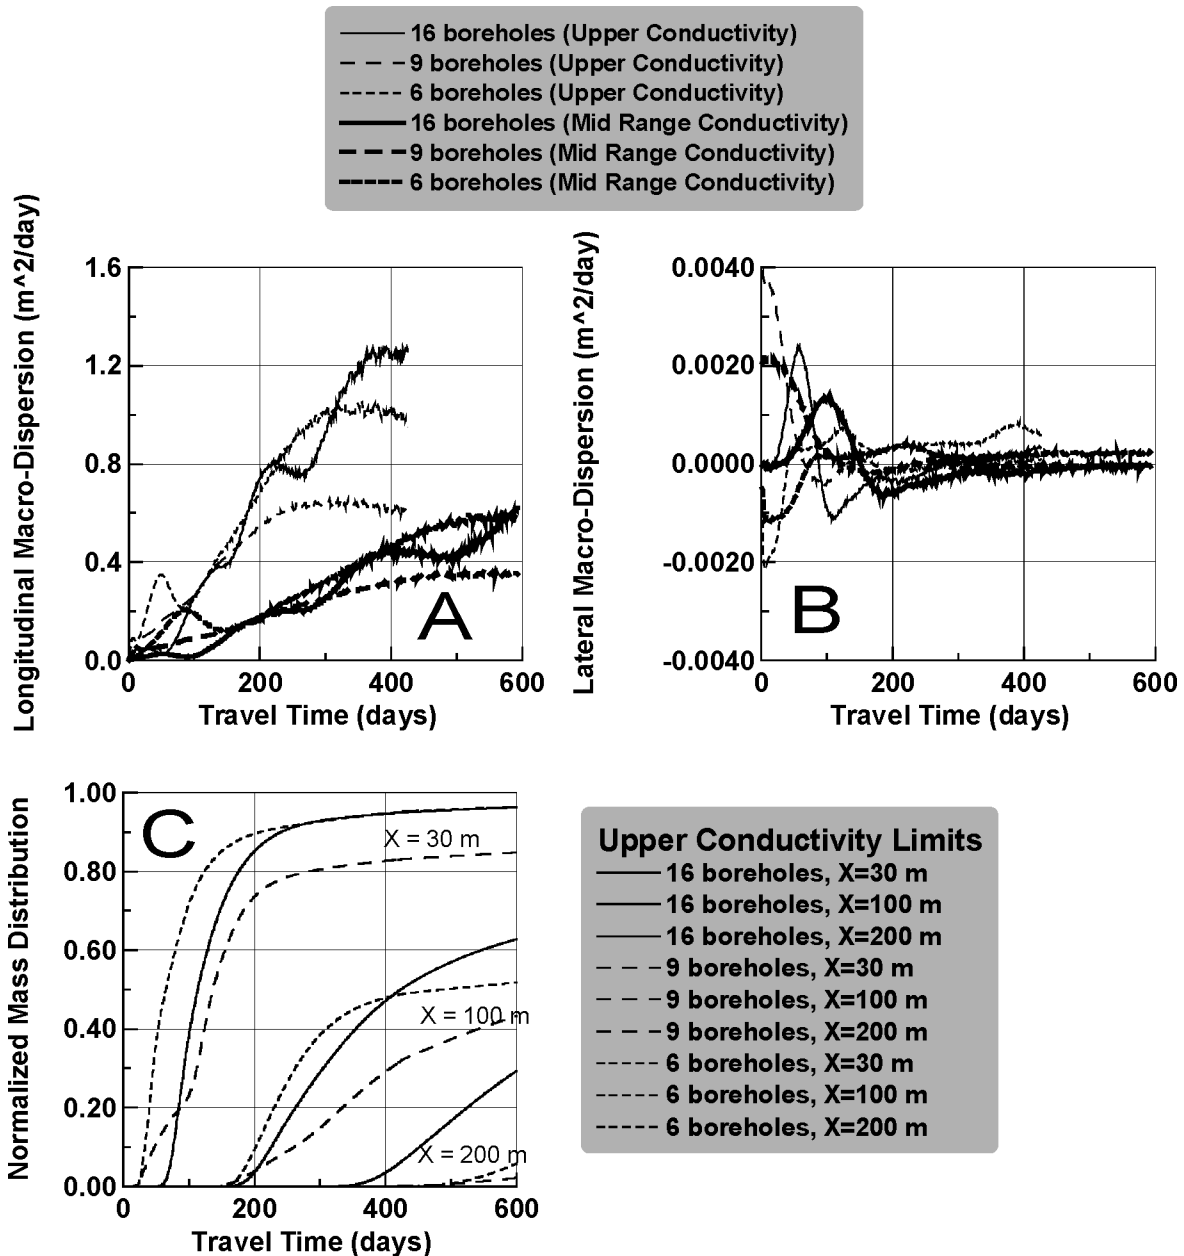 16 boreholes (Upper Conductivity)
9 boreholes (Upper Conductivity)
6 boreholes (Upper Conductivity)
16 boreholes (Mid Range Conductivity)
9 boreholes (Mid Range Conductivity)
6 boreholes (Mid Range Conductivity)
Longitudinal Macro-Dispersion (m^2/day)
1.6
1.2
0.8
0.4
0.0
0
200
400
600
Travel Time (days)
A
Lateral Macro-Dispersion (m^2/day)
0.0040
0.0020
0.0000
-0.0020
-0.0040
0
200
400
600
Travel Time (days)
B
Normalized Mass Distribution
1.00
0.80
0.60
0.40
0.20
0.00
0
200
400
600
Travel Time (days)
C
X = 30 m
X = 100 m
X = 200 m
Upper Conductivity Limits
16 boreholes, X=30 m
16 boreholes, X=100 m
16 boreholes, X=200 m
9 boreholes, X=30 m
9 boreholes, X=100 m
9 boreholes, X=200 m
6 boreholes, X=30 m
6 boreholes, X=100 m
6 boreholes, X=200 m